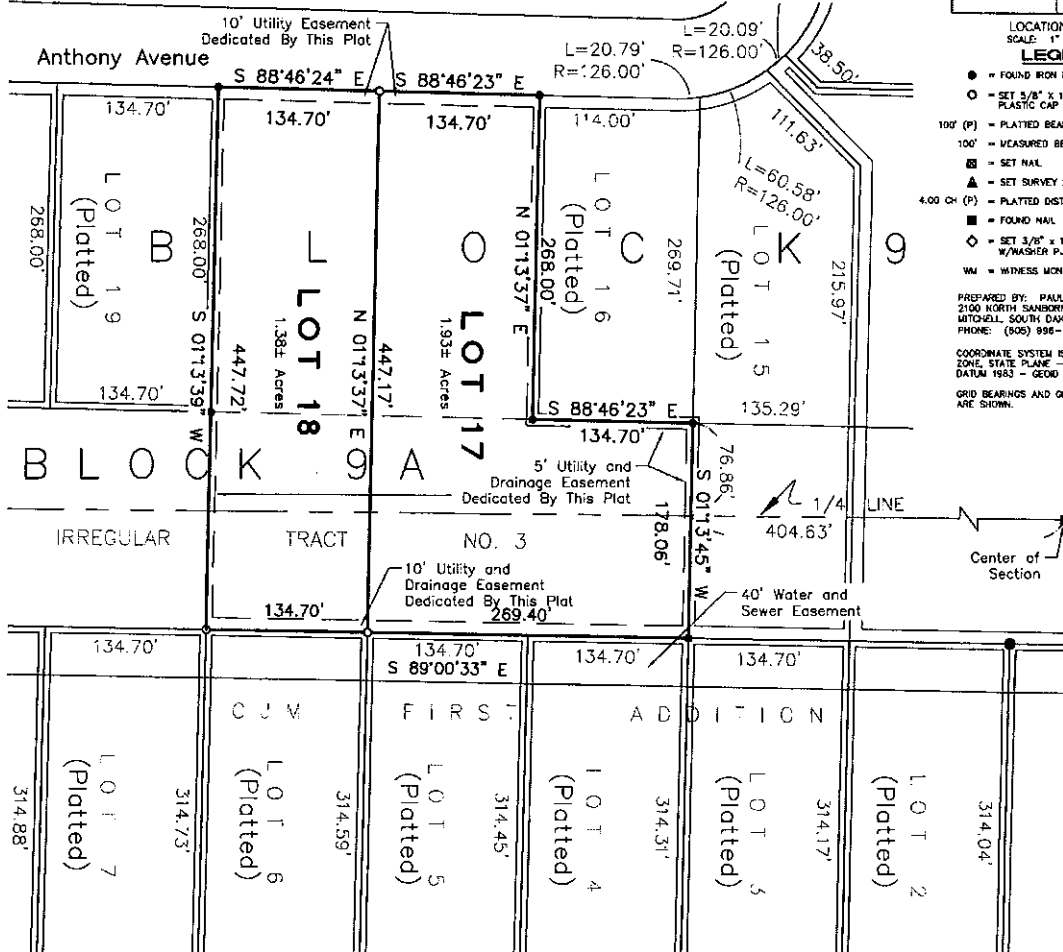 10' Utility Easement
Dedicated By This Plat
Anthony Avenue
S 88°46'24" E
S 88°46'23" E
L=20.79'
R=126.00'
L=20.09'
R=126.00'
38.50'
134.70'
134.70'
134.70'
114.00'
111.63'
L=60.58'
R=126.00'
LOCATION
SCALE: 1"
● = FOUND IRON
○ = SET 5/8" X 1
PLASTIC CAP
100' (P) = PLATTED
100' = MEASURED
= SET NAIL
▲ = SET SURVEY
4.00 CH (P) = PLATTED
■ = FOUND NAIL
◇ = SET 3/8" x 1
W/WASHER
WM = WITNESS
PREPARED BY: PAUL
2100 NORTH SANBORN
MITCHELL, SOUTH
PHONE: (605) 996-
COORDINATE SYSTEM
ZONE, STATE PLANE -
DATUM 1983 - GEOID
GRID BEARINGS AND
ARE SHOWN.
268.00'
LOT 19
(Platted)
134.70'
268.00'
S 01°13'39" W
447.72'
LOT 18
1.38± Acres
N 01°13'37" E
447.17'
LOT 17
1.93± Acres
N 01°13'37" E
268.00'
LOT 16
(Platted)
269.71'
LOT 15
(Platted)
215.97'
B L O C K 9
S 88°46'23" E
134.70'
135.29'
BLOCK 9A
5' Utility and
Drainage Easement
Dedicated By This Plat
178.06'
S 01°13'45" W
76.86'
1/4 LINE
404.63'
Center of
Section
IRREGULAR TRACT NO. 3
10' Utility and
Drainage Easement
Dedicated By This Plat
134.70'
269.40'
40' Water and
Sewer Easement
134.70'
134.70'
134.70'
134.70'
S 89°00'33" E
CJM FIRST ADDITION
314.88'
LOT 7
(Platted)
314.73'
LOT 6
(Platted)
314.59'
LOT 5
(Platted)
314.45'
LOT 4
(Platted)
314.31'
LOT 3
(Platted)
314.17'
LOT 2
(Platted)
314.04'